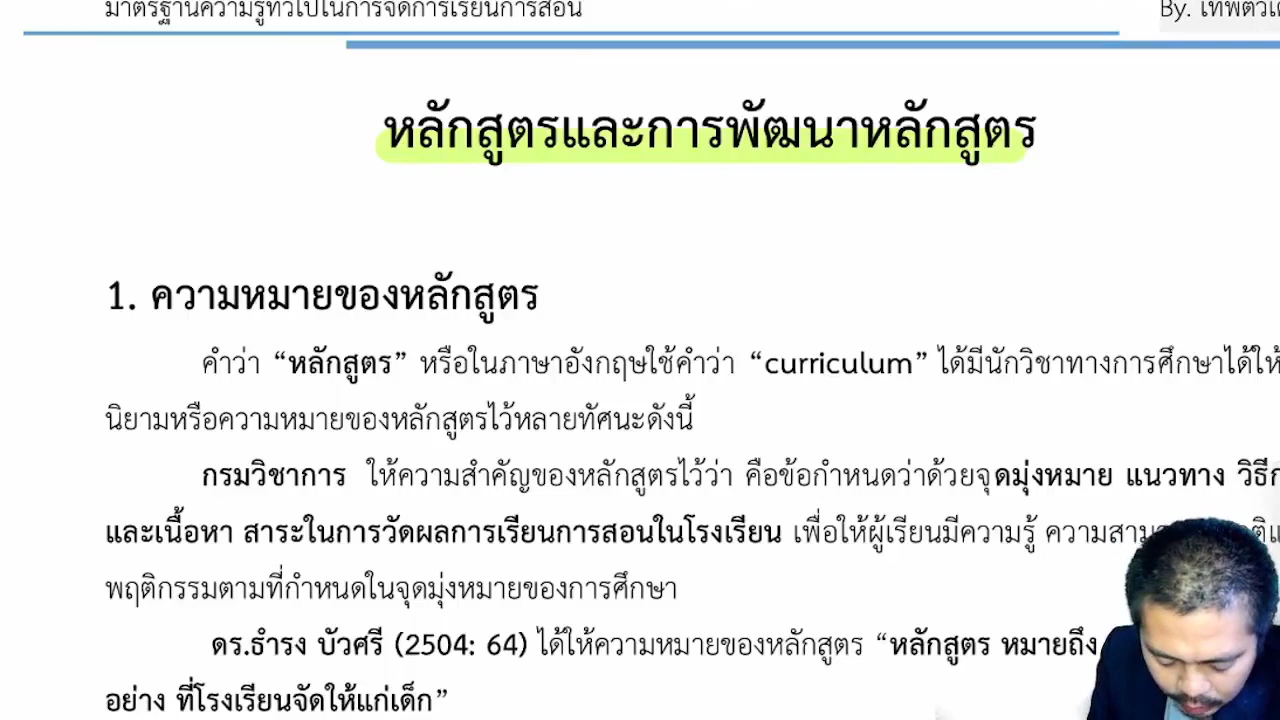 มาตรฐานความรู้ทั่วไปในการจัดการเรียนการสอน
By.
หลักสูตรและการพัฒนาหลักสูตร
1. ความหมายของหลักสูตร
คำว่า “หลักสูตร” หรือในภาษาอังกฤษใช้คำว่า “curriculum” ได้มีนักวิชาทางการศึกษาได้ให้
นิยามหรือความหมายของหลักสูตรไว้หลายทัศนะดังนี้
กรมวิชาการ ให้ความสำคัญของหลักสูตรไว้ว่า คือข้อกำหนดว่าด้วยจุดมุ่งหมาย แนวทาง
และเนื้อหา สาระในการวัดผลการเรียนการสอนในโรงเรียน เพื่อให้ผู้เรียนมีความรู้
พฤติกรรมตามที่กำหนดในจุดมุ่งหมายของการศึกษา
ดร.ธำรง บัวศรี (2504: 64) ได้ให้ความหมายของหลักสูตร “หลักสูตร หมายถึง
อย่าง ที่โรงเรียนจัดให้แก่เด็ก”